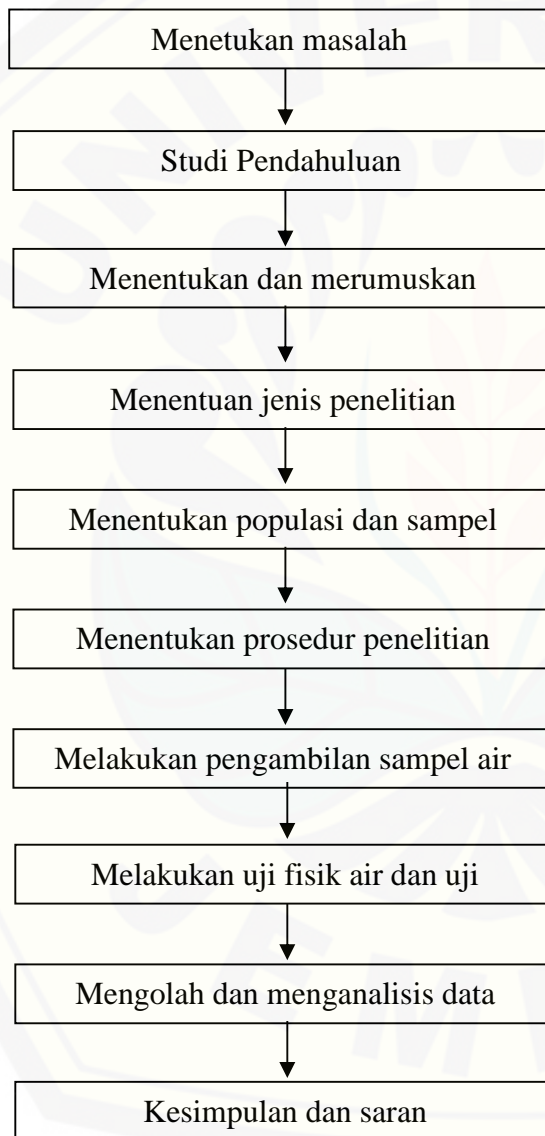 Menetukan masalah
Studi Pendahuluan
Menentukan dan merumuskan
Menentuan jenis penelitian
Menentukan populasi dan sampel
Menentukan prosedur penelitian
Melakukan pengambilan sampel air
Melakukan uji fisik air dan uji
Mengolah dan menganalisis data
Kesimpulan dan saran